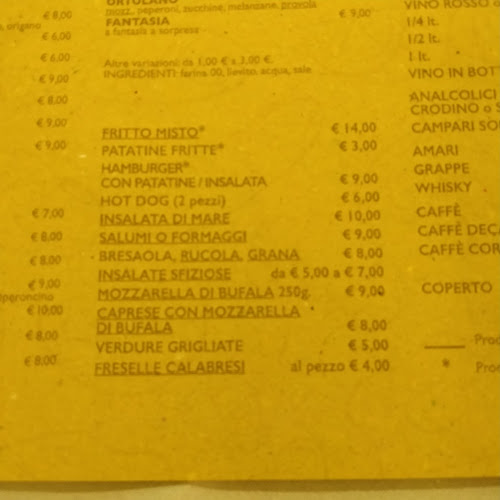 € 8,00
origano
€ 6,00
€ 6,00
€ 9,00
€ 8,00
€ 9,00
€ 9,00
€ 7,00
€ 8,00
€ 8,00
€ 9,00
€ 10,00
€ 8,00
€ 8,00
ORTOLANO
mozz., peperoni, zucchine, melanzane, provola
FANTASIA € 9,00
a fantasia a sorpresa
Altre variazioni: da 1,00 € a 3,00 €.
INGREDIENTI: farina 00, lievito, acqua, sale
FRITTO MISTO* € 14,00
PATATINE FRITTE* € 3,00
HAMBURGER*
CON PATATINE / INSALATA € 9,00
HOT DOG (2 pezzi) € 6,00
INSALATA DI MARE € 10,00
SALUMI O FORMAGGI € 9,00
BRESAOLA, RUCOLA, GRANA € 8,00
INSALATE SFIZIOSE da € 5,00 a € 7,00
MOZZARELLA DI BUFALA 250g. € 9,00
CAPRESE CON MOZZARELLA
DI BUFALA € 8,00
VERDURE GRIGLIATE € 5,00
FRESELLE CALABRESI al pezzo € 4,00
VINO ROSSO
1/4 lt.
1/2 lt.
1 lt.
VINO IN BOTT
ANALCOLICI
CRODINO o S
CAMPARI SO
AMARI
GRAPPE
WHISKY
CAFFÈ
CAFFÈ DECA
CAFFÈ COR
COPERTO
Prod
* Pro